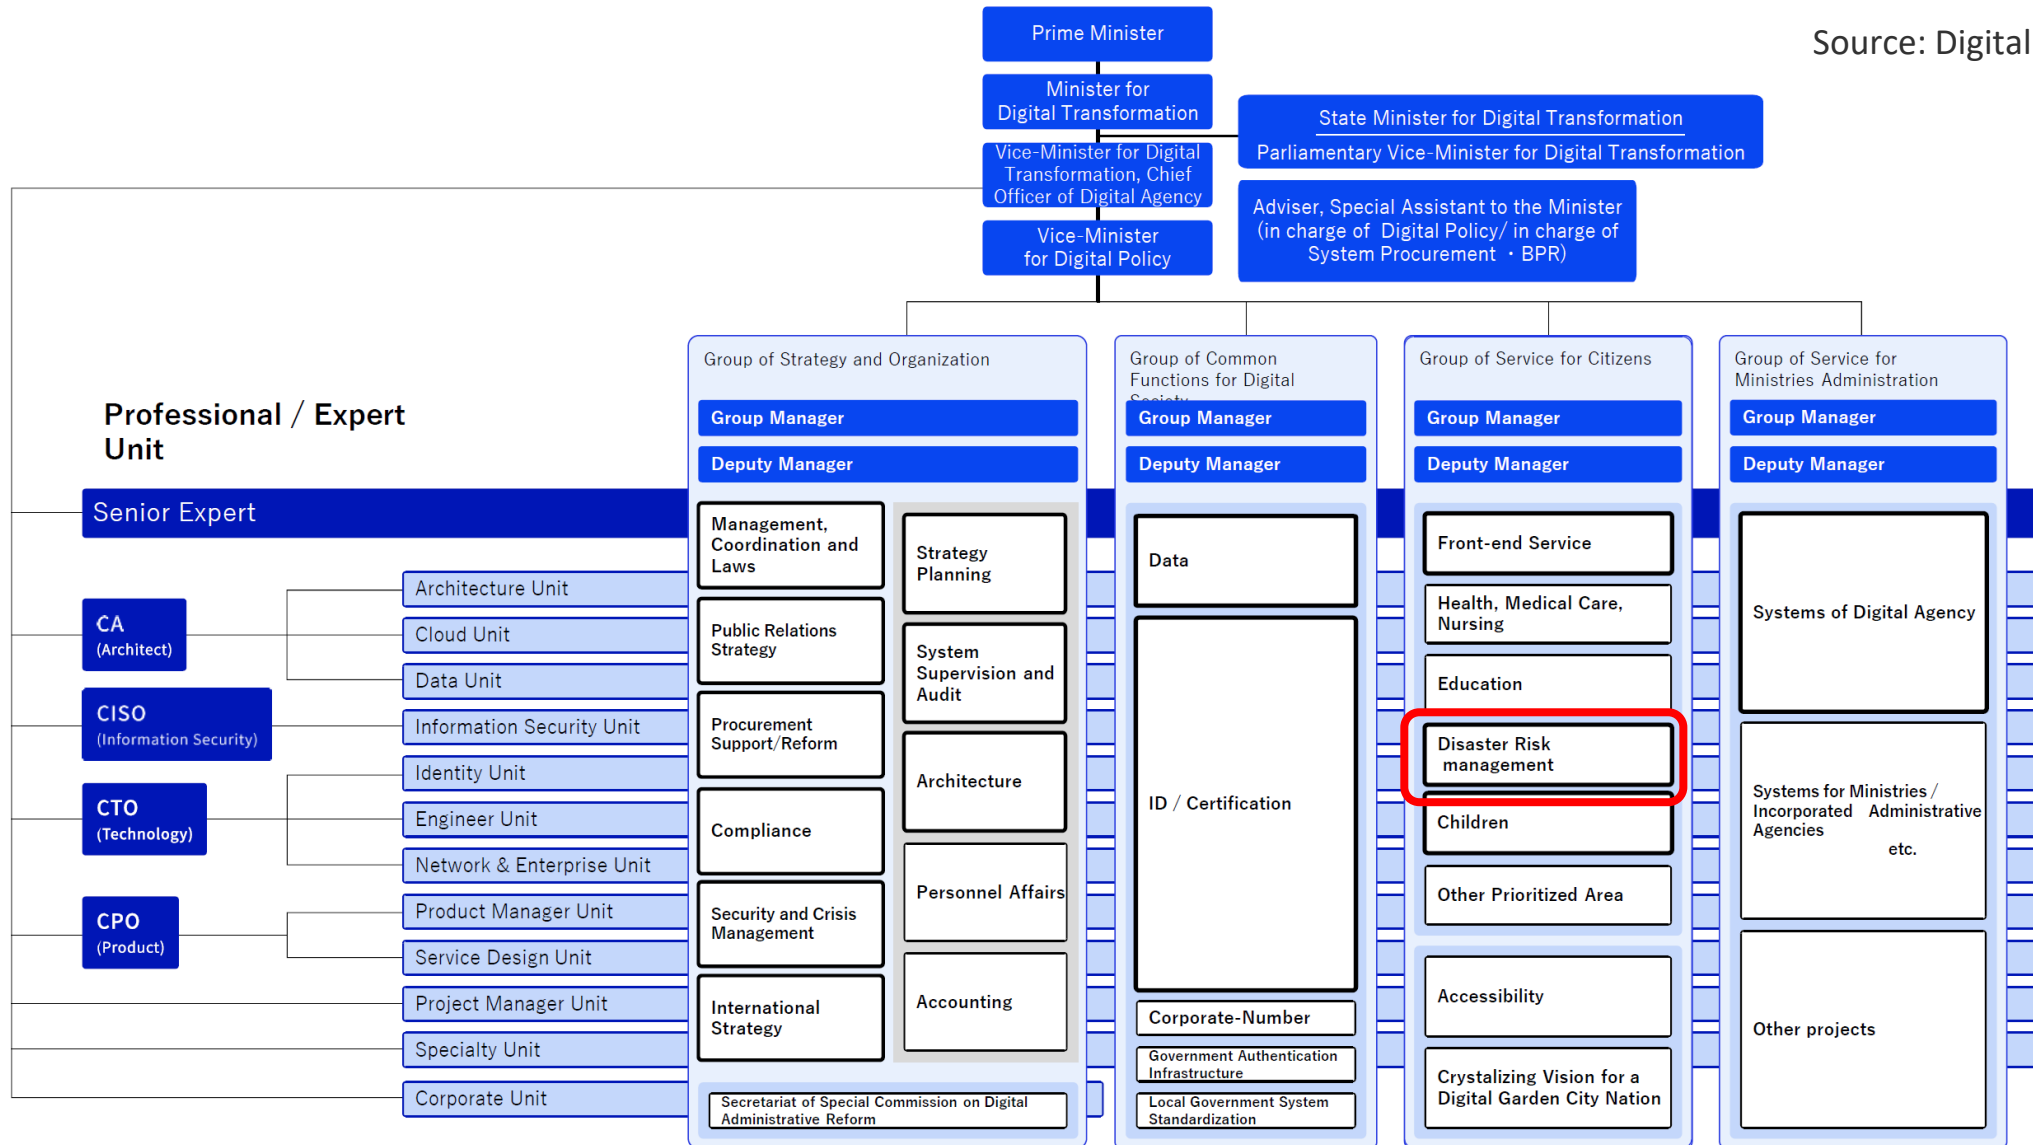 Prime Minister
Source: Digital
Minister for
Digital Transformation
State Minister for Digital Transformation
Parliamentary Vice-Minister for Digital Transformation
Vice-Minister for Digital
Transformation, Chief
Officer of Digital Agency
Adviser, Special Assistant to the Minister
(in charge of Digital Policy/ in charge of
System Procurement ・BPR)
Vice-Minister
for Digital Policy
Professional / Expert
Unit
Senior Expert
CA
(Architect)
CISO
(Information Security)
CTO
(Technology)
CPO
(Product)
Architecture Unit
Cloud Unit
Data Unit
Information Security Unit
Identity Unit
Engineer Unit
Network & Enterprise Unit
Product Manager Unit
Service Design Unit
Project Manager Unit
Specialty Unit
Corporate Unit
Group of Strategy and Organization
Group Manager
Deputy Manager
Management,
Coordination and
Laws
Public Relations
Strategy
Procurement
Support/Reform
Compliance
Security and Crisis
Management
International
Strategy
Strategy
Planning
System
Supervision and
Audit
Architecture
Personnel Affairs
Accounting
Secretariat of Special Commission on Digital
Administrative Reform
Group of Common
Functions for Digital
Society
Group Manager
Deputy Manager
Data
ID / Certification
Corporate-Number
Government Authentication
Infrastructure
Local Government System
Standardization
Group of Service for Citizens
Group Manager
Deputy Manager
Front-end Service
Health, Medical Care,
Nursing
Education
Disaster Risk
management
Children
Other Prioritized Area
Accessibility
Crystalizing Vision for a
Digital Garden City Nation
Group of Service for
Ministries Administration
Group Manager
Deputy Manager
Systems of Digital Agency
Systems for Ministries /
Incorporated Administrative
Agencies
etc.
Other projects